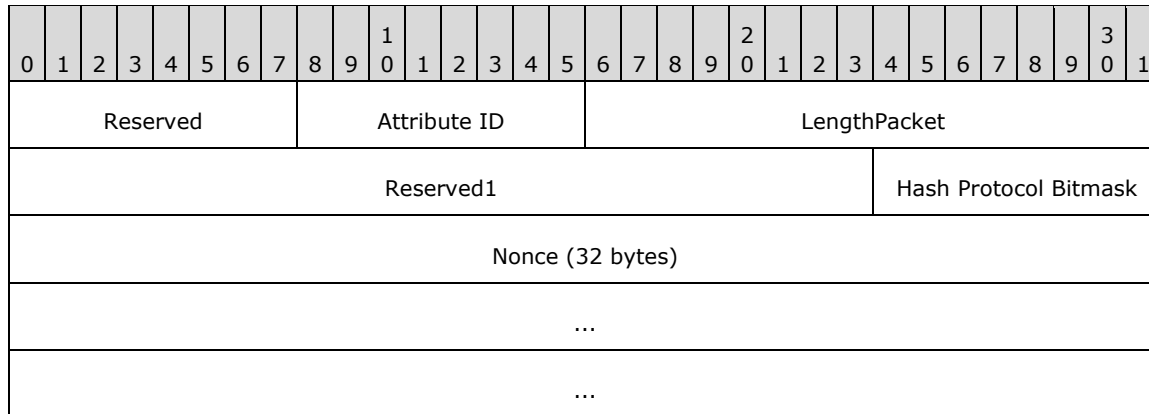 1 2 3
0 1 2 3 4 5 6 7 8 9 0 1 2 3 4 5 6 7 8 9 0 1 2 3 4 5 6 7 8 9 0 1
Reserved Attribute ID LengthPacket
Reserved1 Hash Protocol Bitmask
Nonce (32 bytes)
...
...